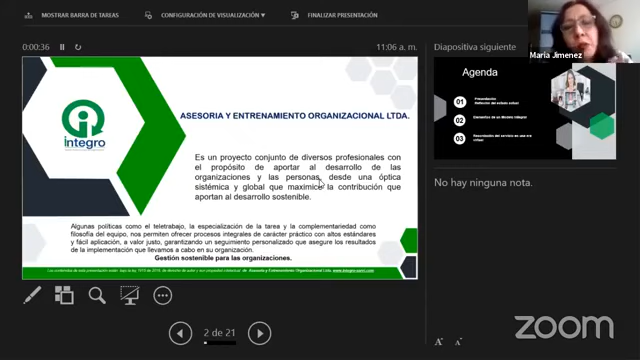 MOSTRAR BARRA DE TAREAS
CONFIGURACIÓN DE VISUALIZACIÓN ▼
FINALIZAR PRESENTACIÓN
0:00:36
11:06 a. m.
Diapositiva siguiente
María Jimenez
integro
ASESORIA Y ENTRENAMIENTO ORGANIZACIONAL LTDA.
Es un proyecto conjunto de diversos profesionales con
el propósito de aportar al desarrollo de las
organizaciones y las personas, desde una óptica
sistémica y global que maximice la contribución que
aportan al desarrollo sostenible.
Algunas políticas como el teletrabajo, la especialización de la tarea y la complementariedad como
filosofía del equipo, nos permiten ofrecer procesos integrales de carácter práctico con altos estándares
y fácil aplicación, a valor justo, garantizando un seguimiento personalizado que asegure los resultados
de la implementación que llevamos a cabo en su organización.
Gestión sostenible para las organizaciones.
Asesoría y Entrenamiento Organizacional Ltda.
Agenda
01
Presentación
02
03
No hay ninguna nota.
2 de 21
A A
zoom